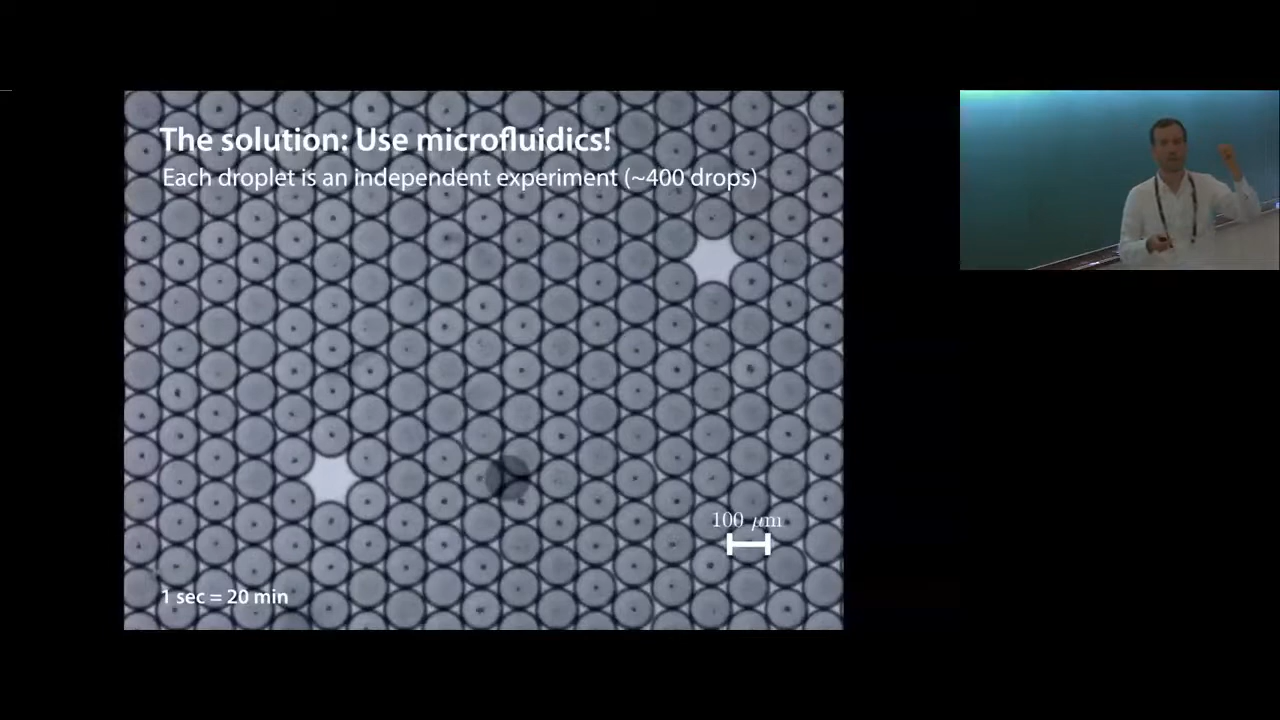 The solution: Use microfluidics!
Each droplet is an independent experiment (~400 drops)
100 μm
1 sec = 20 min